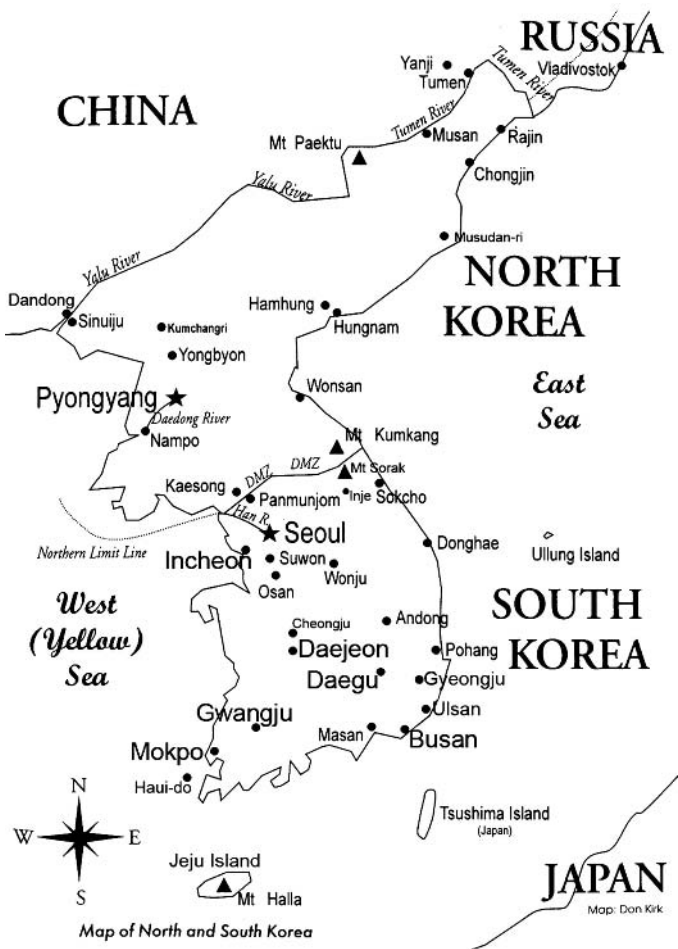 RUSSIA
Yanji
Tumen
Tumen River
Vladivostok
CHINA
Tumen River
Musan
Rajin
Mt Paektu
Chongjin
Yalu River
Musudan-ri
Yalu River
NORTH
KOREA
Dandong
Sinuiju
Hamhung
Hungnam
Kumchangri
Yongbyon
Pyongyang
Wonsan
East
Sea
Daedong River
Nampo
Mt Kumkang
DMZ
DMZ
Mt Sorak
Kaesong
Panmunjom
Inje
Sokcho
Han R.
Seoul
Northern Limit Line
Incheon
Suwon
Osan
Wonju
Donghae
Ullung Island
West
(Yellow)
Sea
SOUTH
KOREA
Cheongju
Andong
Daejeon
Pohang
Daegu
Gyeongju
Gwangju
Ulsan
Masan
Busan
Mokpo
Haui-do
N
W
E
S
Tsushima Island
(Japan)
Jeju Island
Mt Halla
JAPAN
Map: Don Kirk
Map of North and South Korea